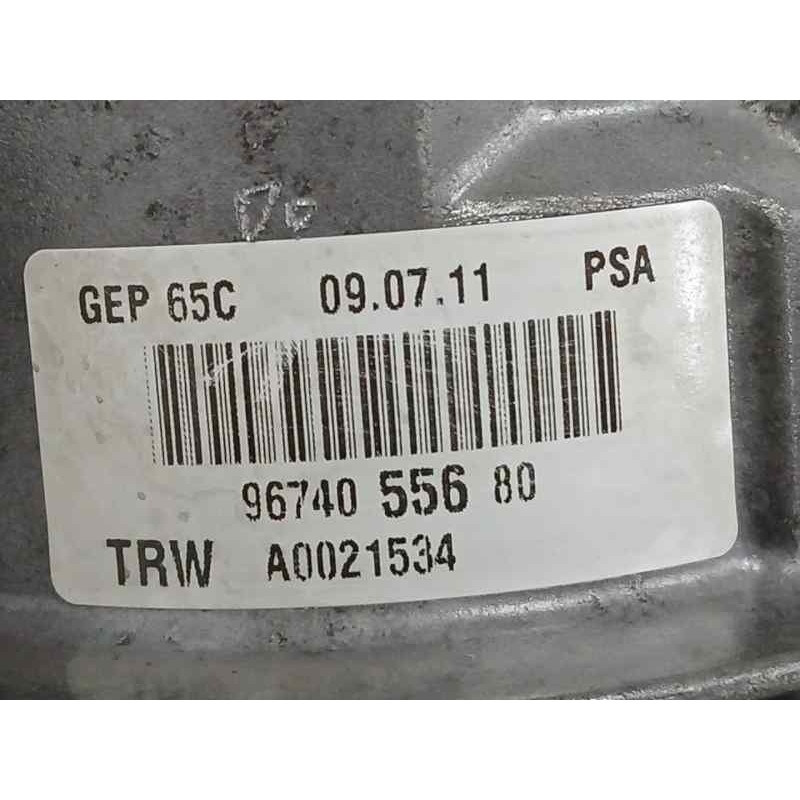 GEP 65C 09.07.11 PSA
96740 556 80
TRW A0021534